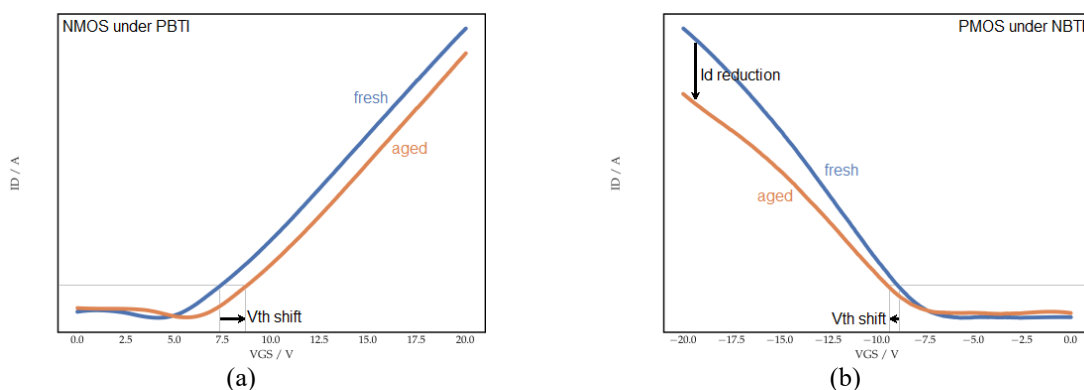 NMOS under PBTI
fresh
aged
Vth shift
ID / A
0.0 2.5 5.0 7.5 10.0 12.5 15.0 17.5 20.0
VGS / V
(a)
PMOS under NBTI
Id reduction
fresh
aged
Vth shift
ID / A
−20.0 −17.5 −15.0 −12.5 −10.0 −7.5 −5.0 −2.5 0.0
VGS / V
(b)